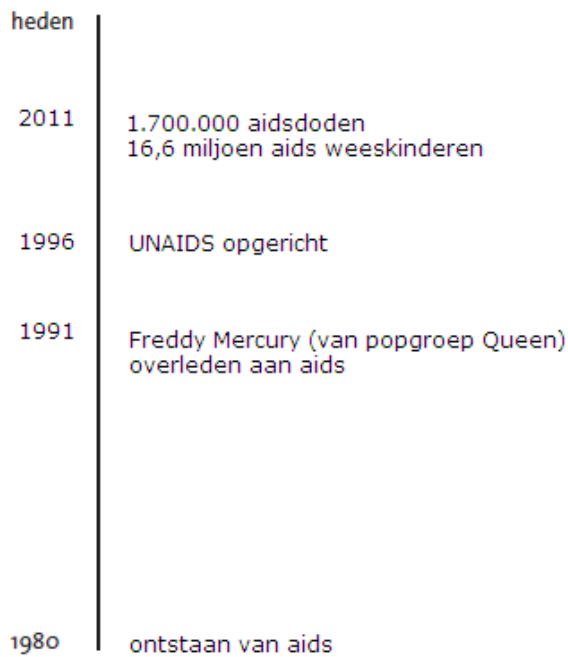 heden
2011
1.700.000 aidsdoden
16,6 miljoen aids weeskinderen
1996
UNAIDS opgericht
1991
Freddy Mercury (van popgroep Queen)
overleden aan aids
1980
ontstaan van aids